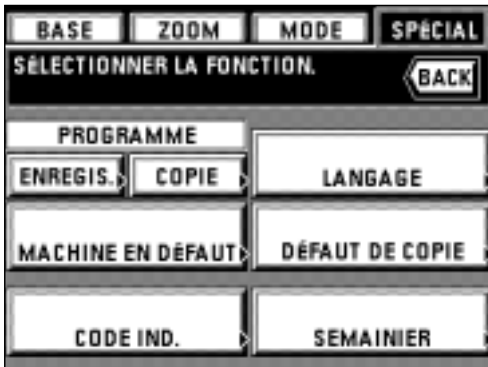 BASE ZOOM MODE SPÉCIAL
SÉLECTIONNER LA FONCTION.
BACK
PROGRAMME
ENREGIS. COPIE
LANGAGE
MACHINE EN DÉFAUT DÉFAUT DE COPIE
CODE IND. SEMAINIER